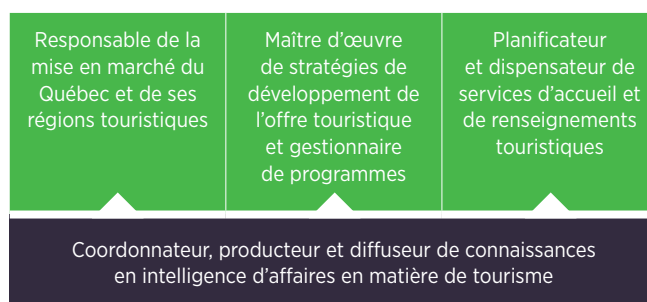 Responsable de la
mise en marché du
Québec et de ses
régions touristiques
Maître d’œuvre
de stratégies de
développement de
l’offre touristique
et gestionnaire
de programmes
Planificateur
et dispensateur de
services d’accueil et
de renseignements
touristiques
Coordonnateur, producteur et diffuseur de connaissances
en intelligence d’affaires en matière de tourisme